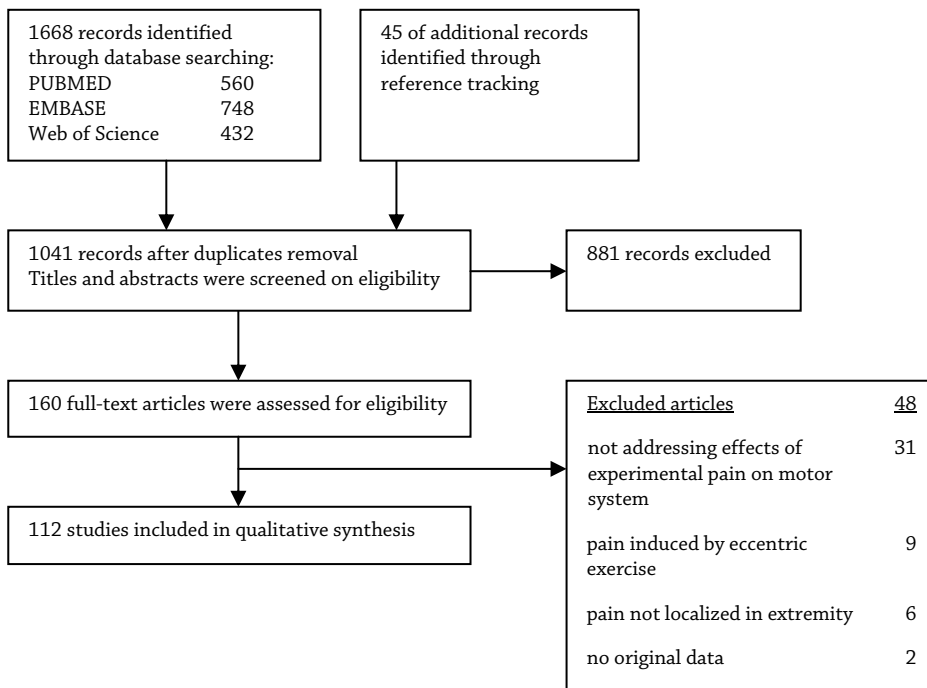 1668 records identified
through database searching:
PUBMED 560
EMBASE 748
Web of Science 432
45 of additional records
identified through
reference tracking
1041 records after duplicates removal
Titles and abstracts were screened on eligibility
881 records excluded
160 full-text articles were assessed for eligibility
Excluded articles 48
not addressing effects of 31
experimental pain on motor
system
pain induced by eccentric 9
exercise
pain not localized in extremity 6
no original data 2
112 studies included in qualitative synthesis